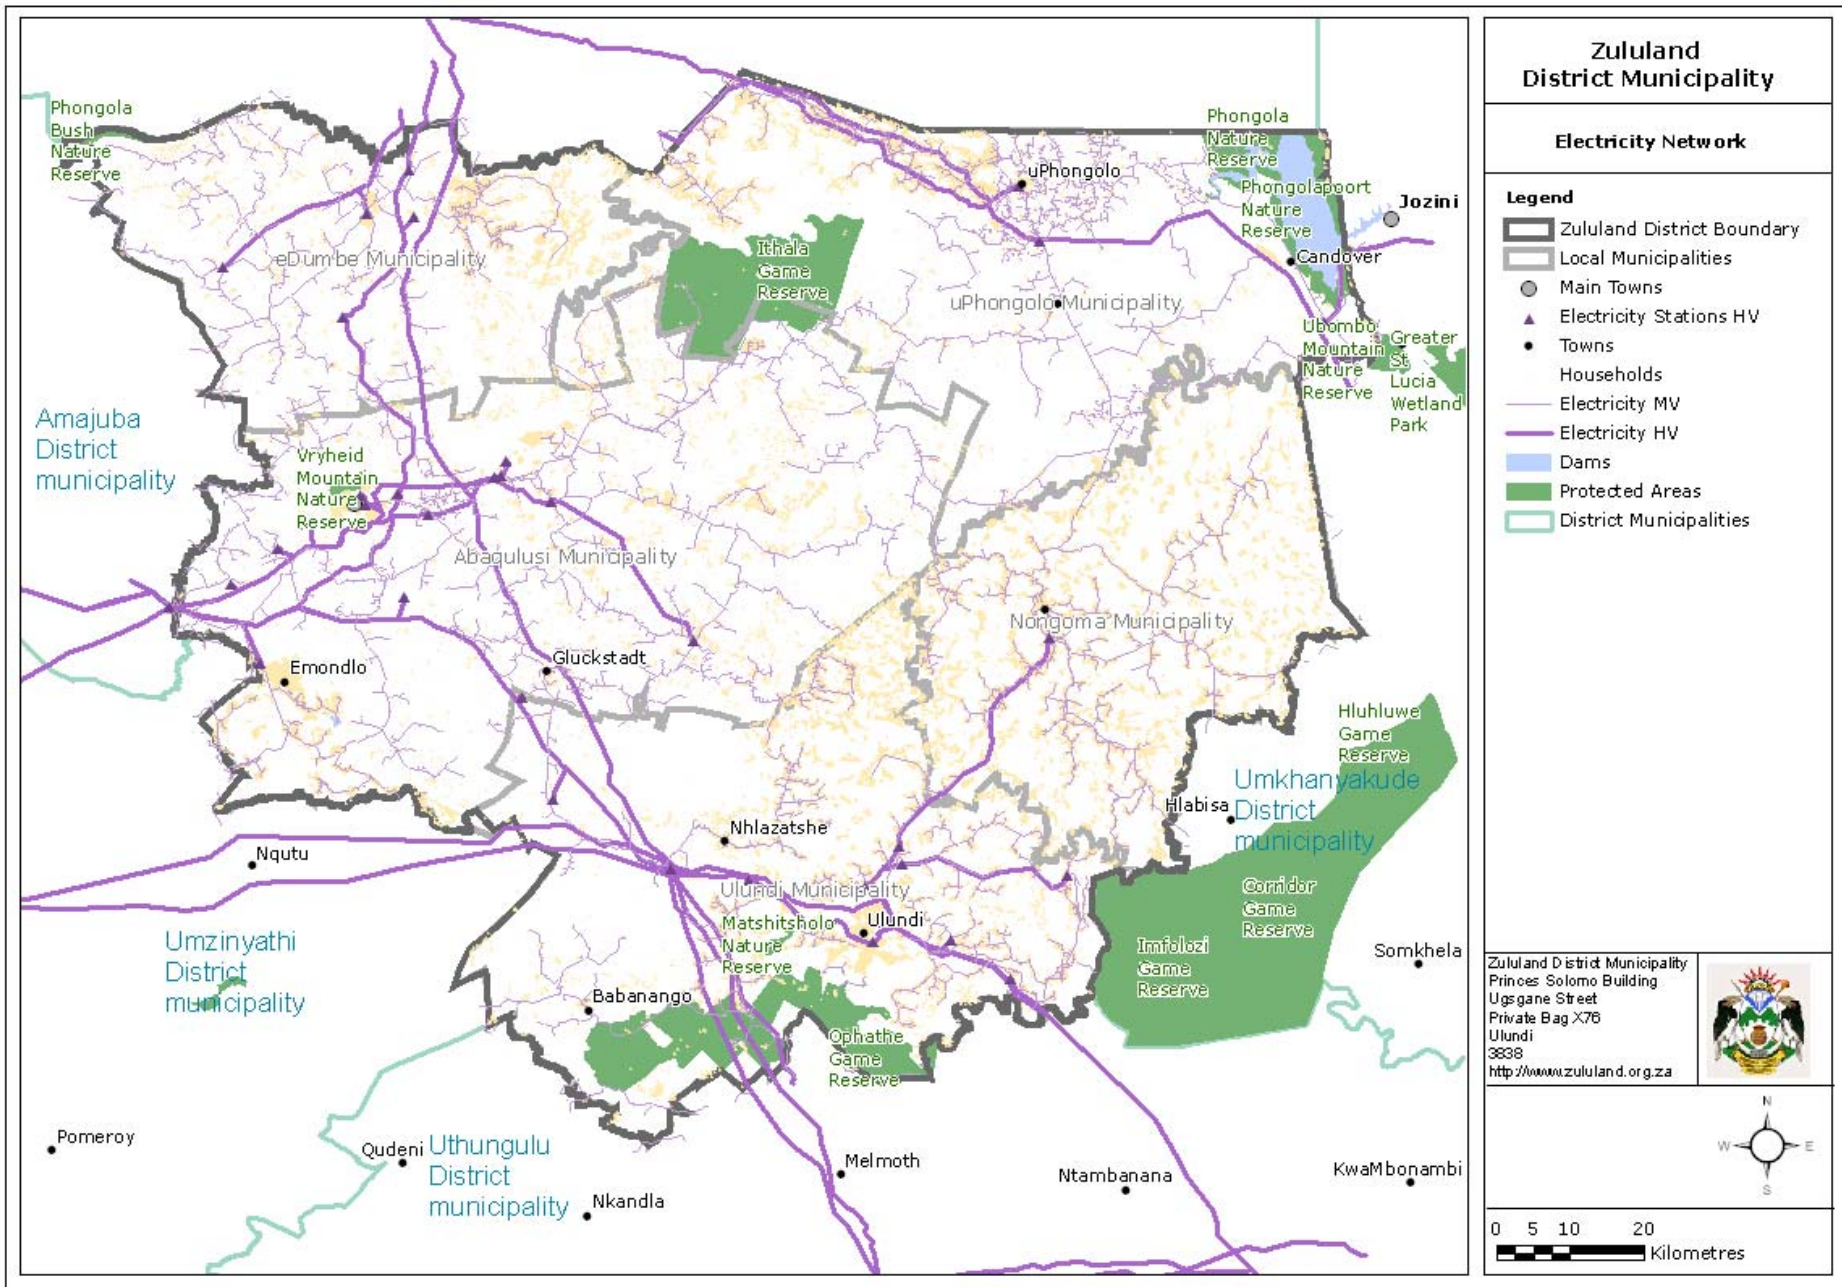 Zululand
District Municipality
Electricity Network
Legend
Zululand District Boundary
Local Municipalities
Main Towns
Electricity Stations HV
Towns
Households
Electricity MV
Electricity HV
Dams
Protected Areas
District Municipalities
Zululand District Municipality
Princes Solomo Building
Ugsgane Street
Private Bag X76
Ulundi
3838
http://www.zululand.org.za
N
W
E
S
0 5 10 20
Kilometres
Phongola
Bush
Nature
Reserve
Phongola
Nature
Reserve
uPhongolo
Phongolapoort
Nature
Reserve
Jozini
Candover
eDumbe Municipality
Ithala
Game
Reserve
uPhongolo Municipality
Ubombo
Mountain
Nature
Reserve
Greater
St
Lucia
Wetland
Park
Amajuba
District
municipality
Vryheid
Mountain
Nature
Reserve
Abaqulusi Municipality
Nongoma Municipality
Emondlo
Gluckstadt
Hluhluwe
Game
Reserve
Umkhanyakude
District
municipality
Hlabisa
Nhlazatshe
Nqutu
Ulundi Municipality
Corridor
Game
Reserve
Matshitsholo
Nature
Reserve
Ulundi
Imfolozi
Game
Reserve
Somkhela
Umzinyathi
District
municipality
Babanango
Ophathe
Game
Reserve
Pomeroy
Qudeni
Uthungulu
District
municipality
Melmoth
Ntambanana
KwaMbonambi
Nkandla